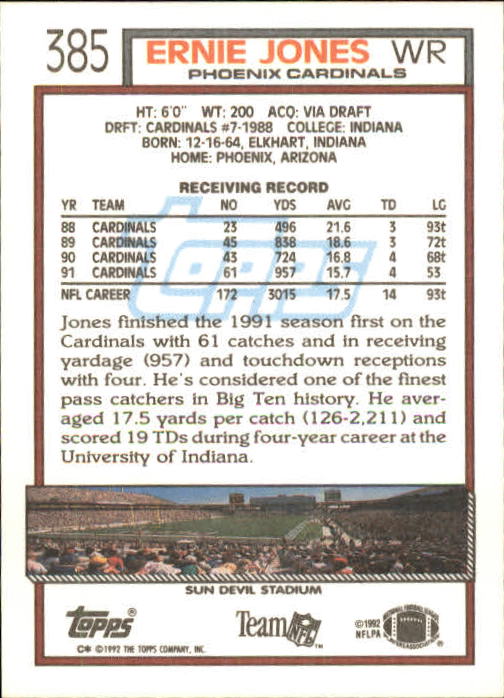 385 ERNIE JONES WR
PHOENIX CARDINALS
HT: 6'0" WT: 200 ACQ: VIA DRAFT
DRFT: CARDINALS #7-1988 COLLEGE: INDIANA
BORN: 12-16-64, ELKHART, INDIANA
HOME: PHOENIX, ARIZONA
RECEIVING RECORD
YR TEAM NO YDS AVG TD LG
88 CARDINALS 23 496 21.6 3 93t
89 CARDINALS 45 838 18.6 3 72t
90 CARDINALS 43 724 16.8 4 68t
91 CARDINALS 61 957 15.7 4 53
NFL CAREER 172 3015 17.5 14 93t
Topps
Jones finished the 1991 season first on the
Cardinals with 61 catches and in receiving
yardage (957) and touchdown receptions
with four. He's considered one of the finest
pass catchers in Big Ten history. He aver-
aged 17.5 yards per catch (126-2,211) and
scored 19 TDs during four-year career at the
University of Indiana.
SUN DEVIL STADIUM
Topps®
C* ©1992 THE TOPPS COMPANY, INC.
Team NFL™
©1992
NFLPA